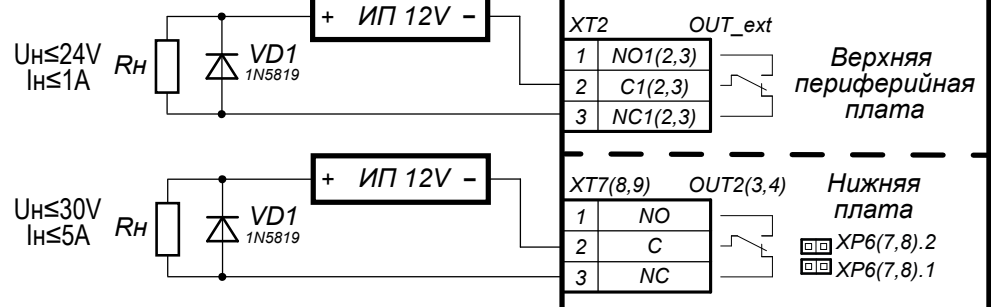 + ИП 12V −
XT2 OUT_ext
Uн≤24V
Iн≤1A
Rн
VD1
1N5819
1 NO1(2,3)
2 C1(2,3)
3 NC1(2,3)
Верхняя
периферийная
плата
+ ИП 12V −
XT7(8,9) OUT2(3,4)
Нижняя
плата
Uн≤30V
Iн≤5A
Rн
VD1
1N5819
1 NO
2 C
3 NC
XP6(7,8).2
XP6(7,8).1